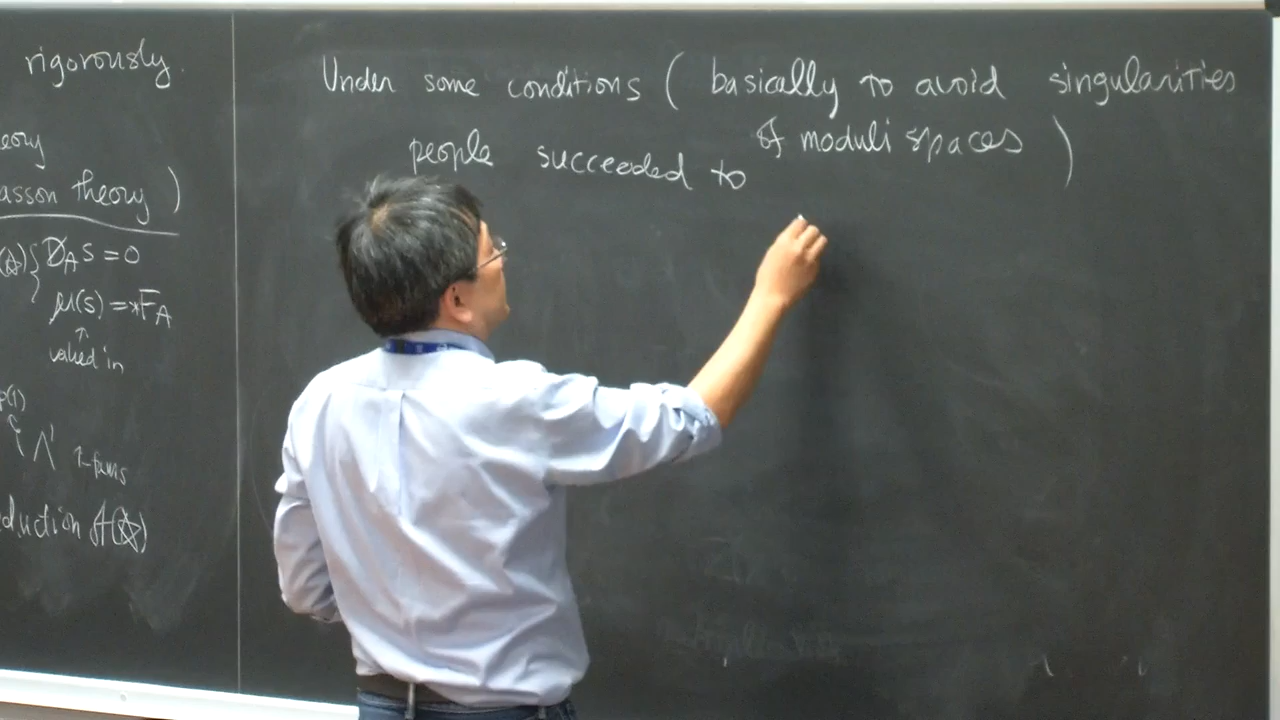 rigorously.
eory
asson theory )
(☆) { D̸_A s = 0
μ(s) = *F_A
↑
valued in
p(1)
Λ¹ 1-forms
eduction of (☆)
Under some conditions ( basically to avoid singularities
of moduli spaces )
people succeeded to